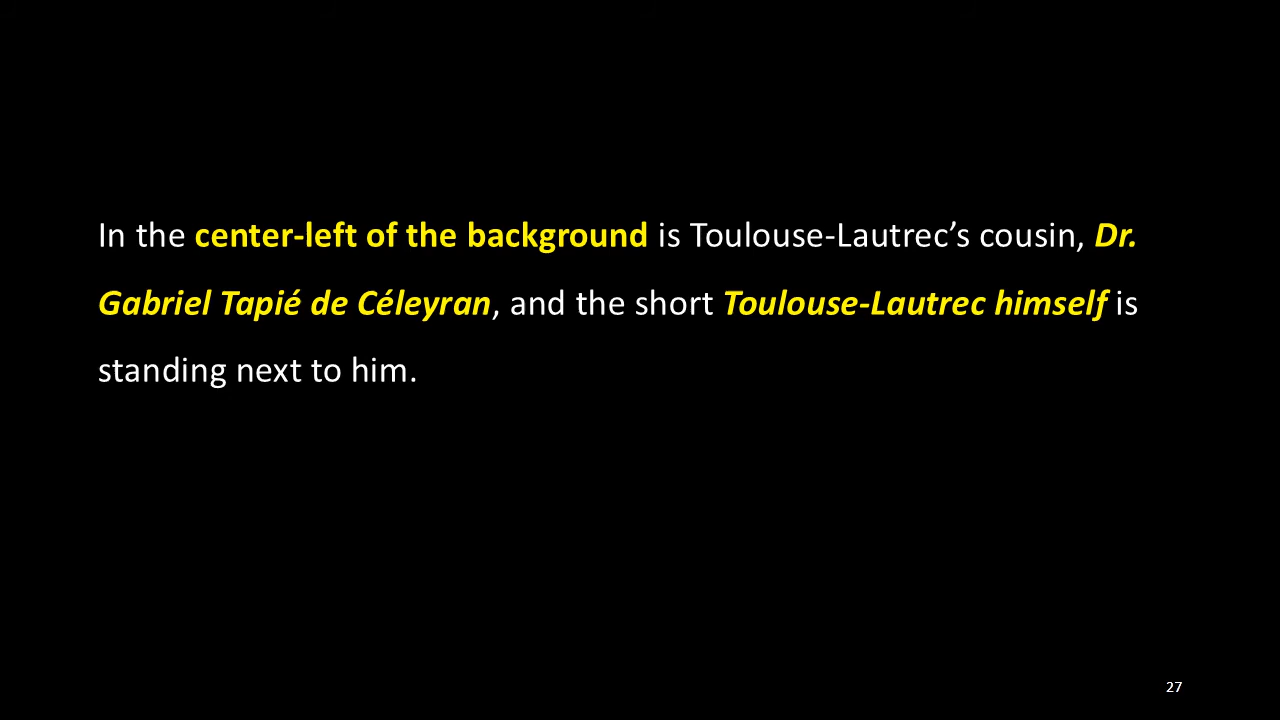 In the center-left of the background is Toulouse-Lautrec’s cousin, Dr.
Gabriel Tapié de Céleyran, and the short Toulouse-Lautrec himself is
standing next to him.
27